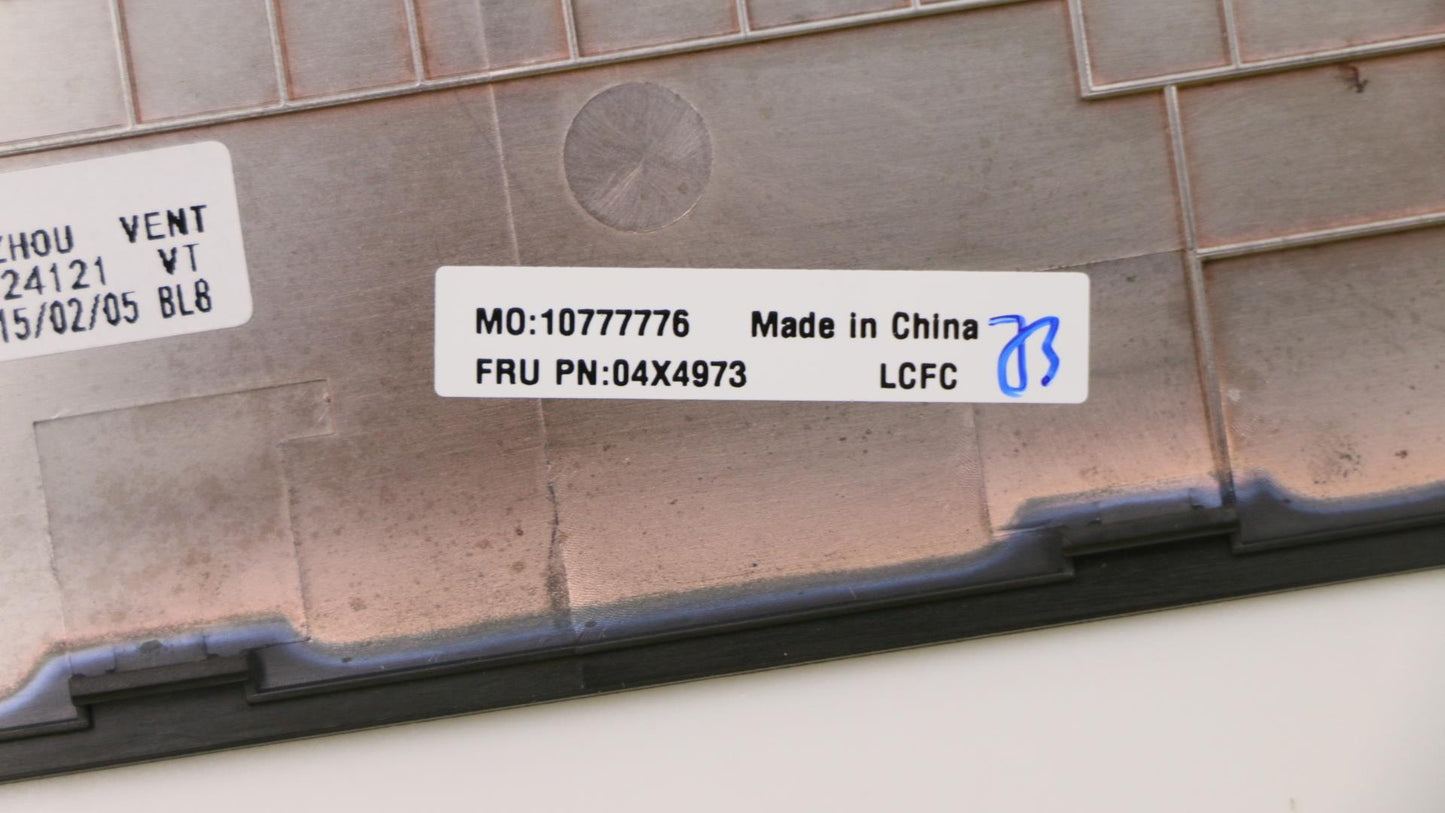 ZHOU VENT
24121 VT
15/02/05 BL8
MO:10777776 Made in China
FRU PN:04X4973 LCFC